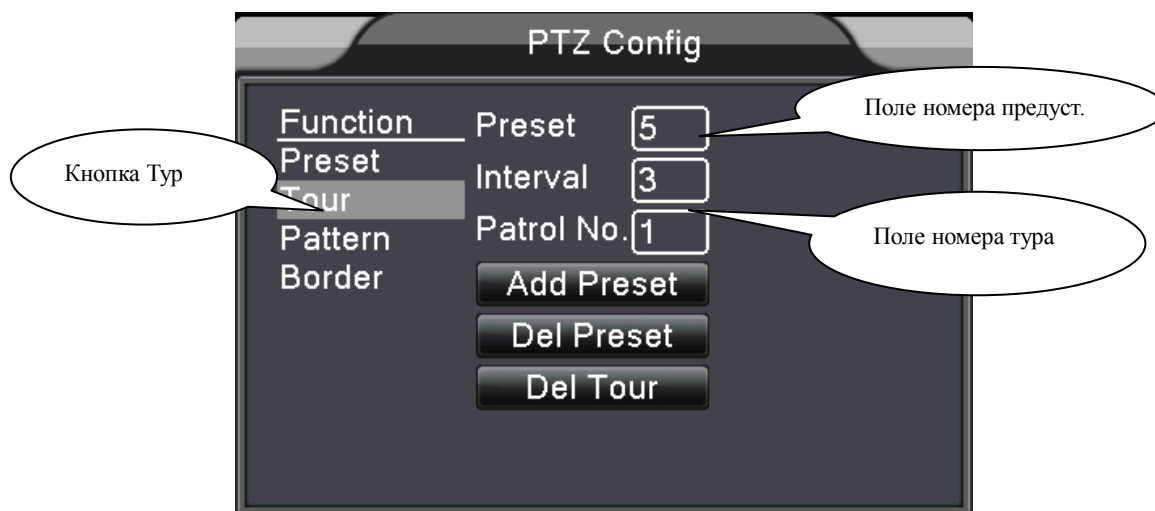 PTZ Config
Function
Preset
Tour
Pattern
Border
Preset 5
Interval 3
Patrol No. 1
Add Preset
Del Preset
Del Tour
Кнопка Тур
Поле номера предуст.
Поле номера тура